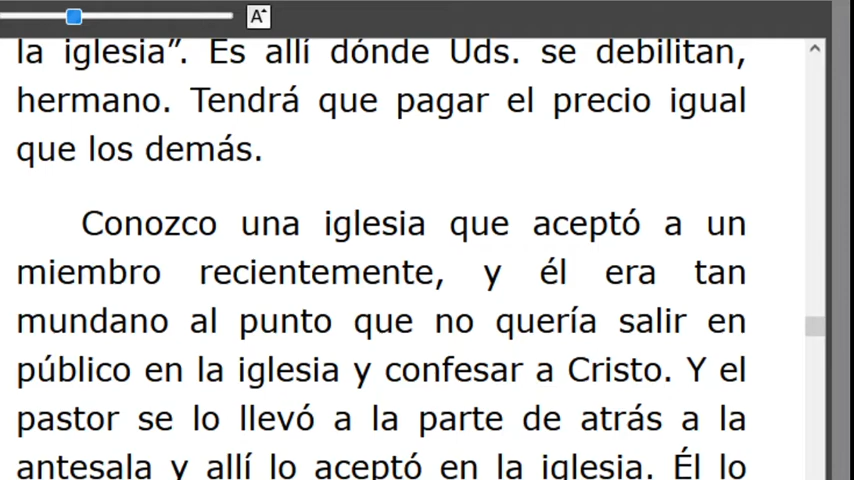 A
la iglesia”. Es allí dónde Uds. se debilitan,
hermano. Tendrá que pagar el precio igual
que los demás.
Conozco una iglesia que aceptó a un
miembro recientemente, y él era tan
mundano al punto que no quería salir en
público en la iglesia y confesar a Cristo. Y el
pastor se lo llevó a la parte de atrás a la
antesala y allí lo aceptó en la iglesia. Él lo